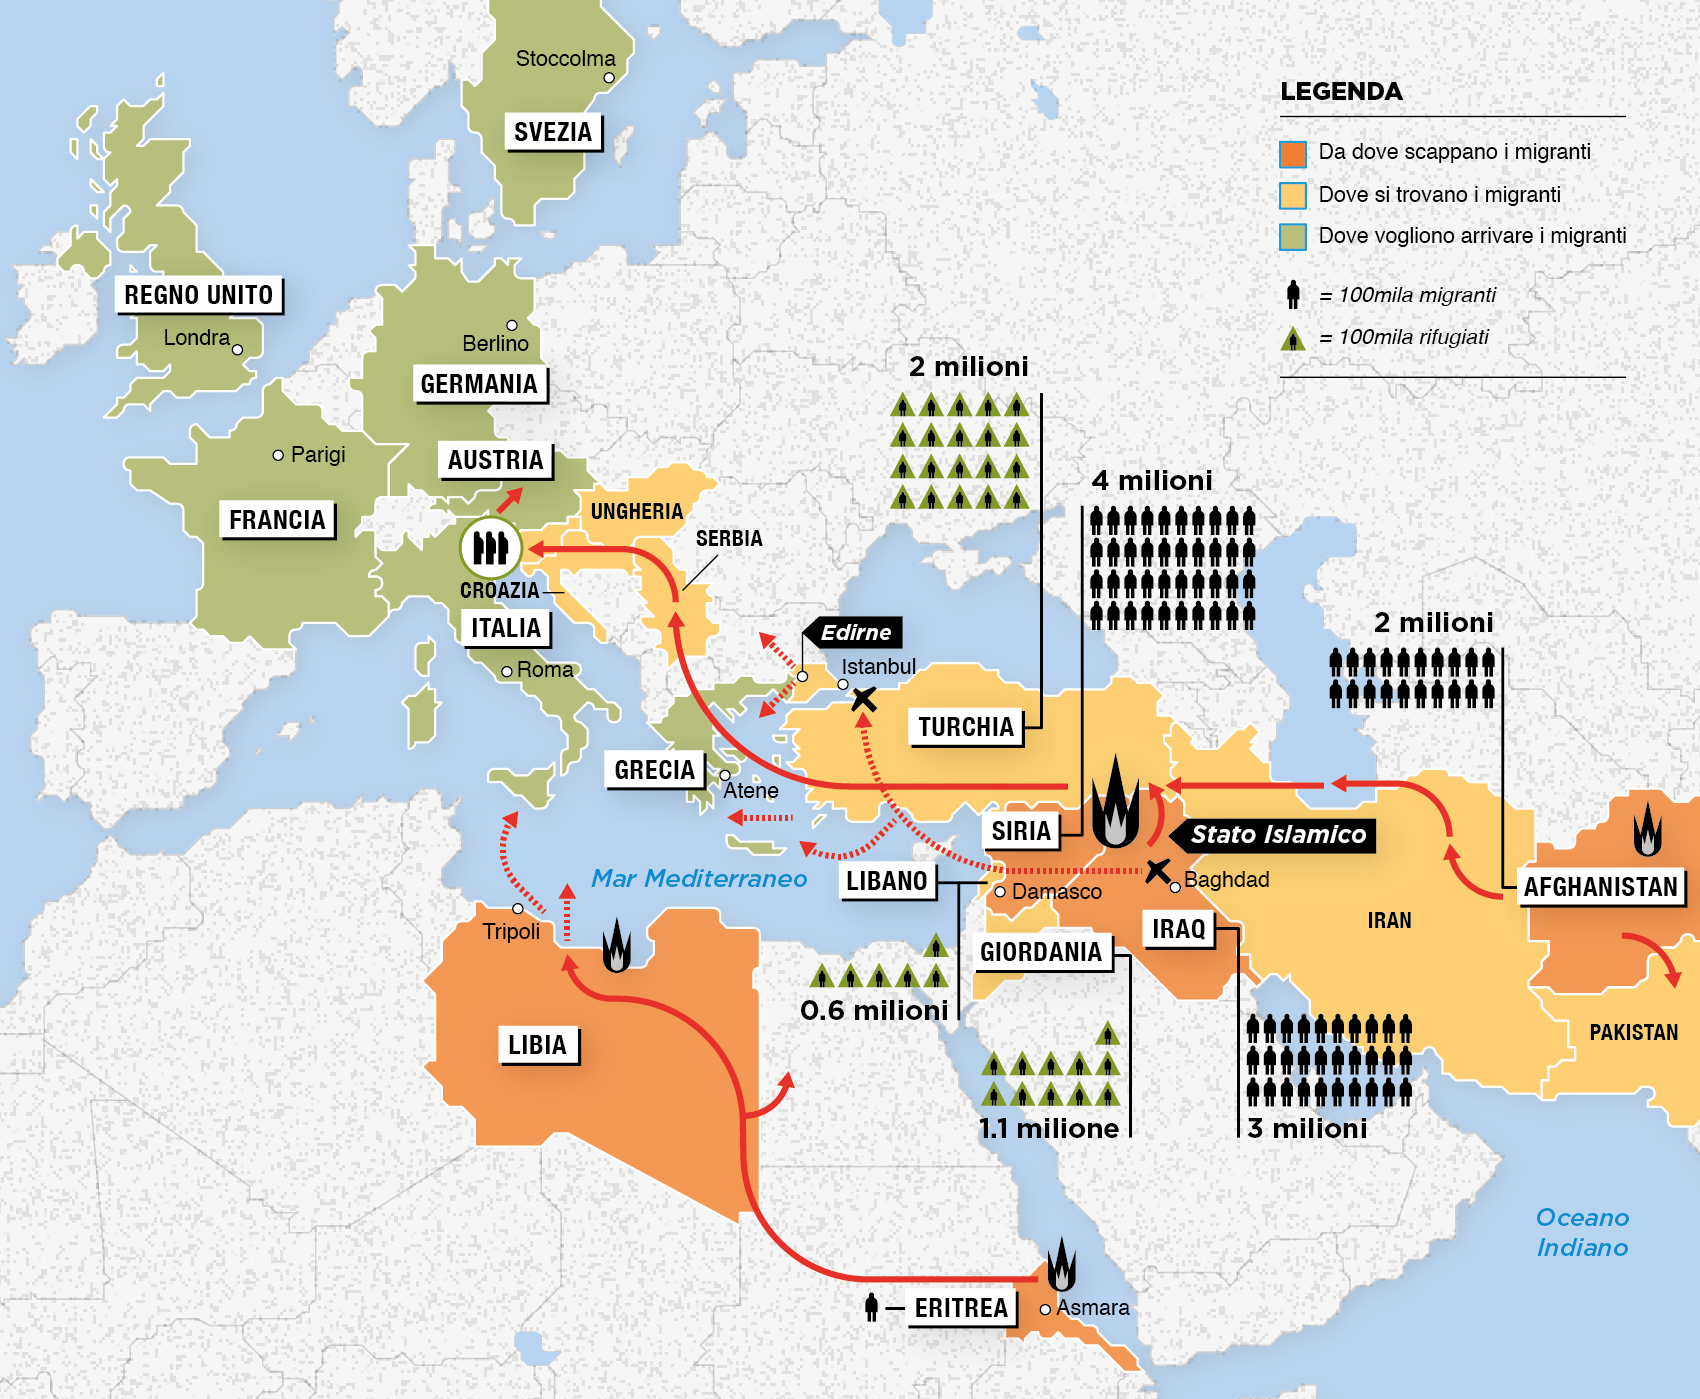 Stoccolma
SVEZIA
LEGENDA
Da dove scappano i migranti
Dove si trovano i migranti
Dove vogliono arrivare i migranti
= 100mila migranti
= 100mila rifugiati
REGNO UNITO
Londra
Berlino
GERMANIA
2 milioni
Parigi
AUSTRIA
FRANCIA
UNGHERIA
SERBIA
4 milioni
CROAZIA
ITALIA
Roma
Edirne
Istanbul
2 milioni
TURCHIA
GRECIA
Atene
SIRIA
Stato Islamico
Mar Mediterraneo
LIBANO
Damasco
Baghdad
AFGHANISTAN
IRAN
Tripoli
GIORDANIA
IRAQ
0.6 milioni
LIBIA
PAKISTAN
1.1 milione
3 milioni
Oceano
Indiano
ERITREA
Asmara